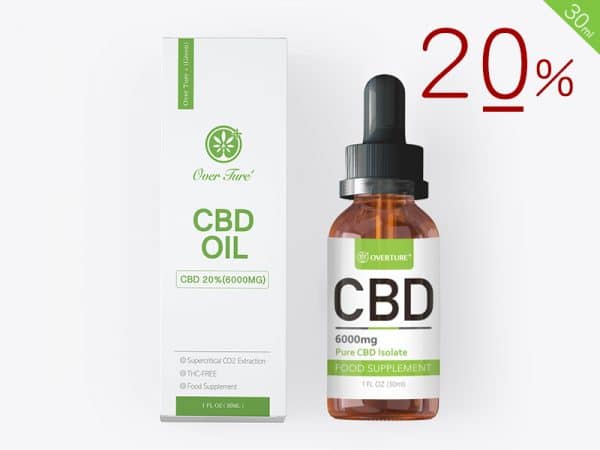 20%
30ml
Over Ture's (Green)
Over Ture'
CBD
OIL
CBD 20%(6000MG)
Supercritical CO2 Extraction
THC-FREE
Food Supplement
1 FL OZ ( 30ML )
OVERTURE
CBD
6000mg
Pure CBD Isolate
FOOD SUPPLEMENT
1 FL OZ (30ml)